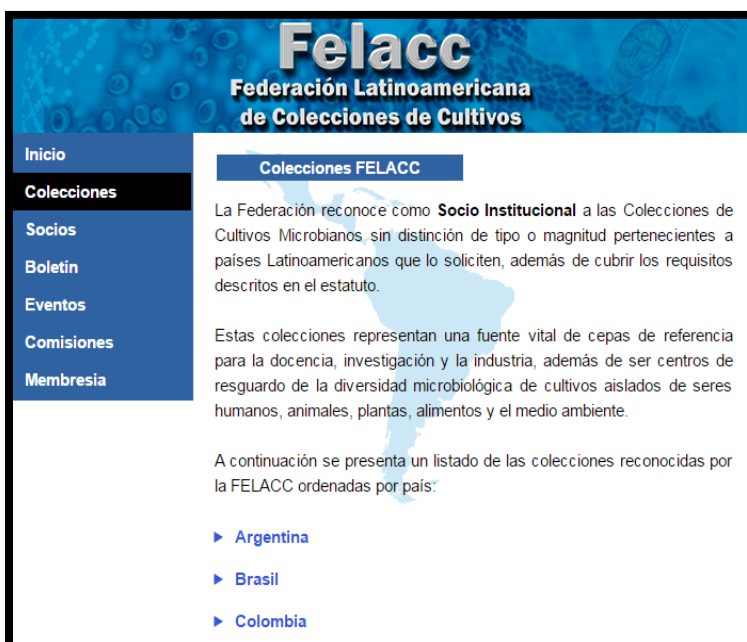 Felacc
Federación Latinoamericana
de Colecciones de Cultivos
Inicio
Colecciones
Socios
Boletín
Eventos
Comisiones
Membresia
Colecciones FELACC
La Federación reconoce como Socio Institucional a las Colecciones de
Cultivos Microbianos sin distinción de tipo o magnitud pertenecientes a
países Latinoamericanos que lo soliciten, además de cubrir los requisitos
descritos en el estatuto.
Estas colecciones representan una fuente vital de cepas de referencia
para la docencia, investigación y la industria, además de ser centros de
resguardo de la diversidad microbiológica de cultivos aislados de seres
humanos, animales, plantas, alimentos y el medio ambiente.
A continuación se presenta un listado de las colecciones reconocidas por
la FELACC ordenadas por país:
Argentina
Brasil
Colombia